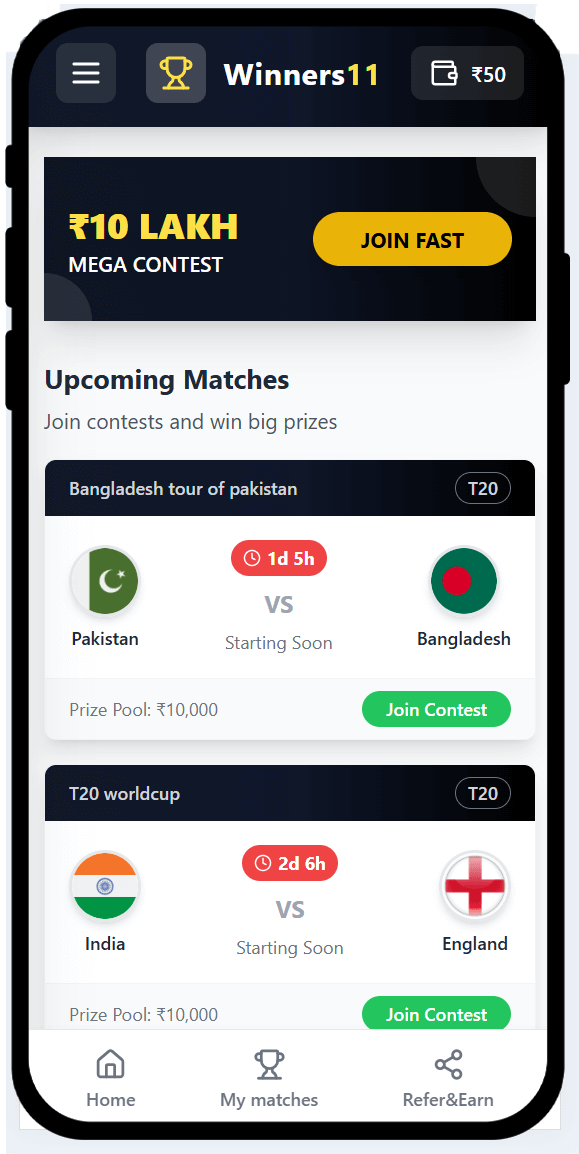 Winners11
₹50
₹10 LAKH
MEGA CONTEST
JOIN FAST
Upcoming Matches
Join contests and win big prizes
Bangladesh tour of pakistan
T20
1d 5h
VS
Starting Soon
Pakistan
Bangladesh
Prize Pool: ₹10,000
Join Contest
T20 worldcup
T20
2d 6h
VS
Starting Soon
India
England
Prize Pool: ₹10,000
Join Contest
Home
My matches
Refer&Earn